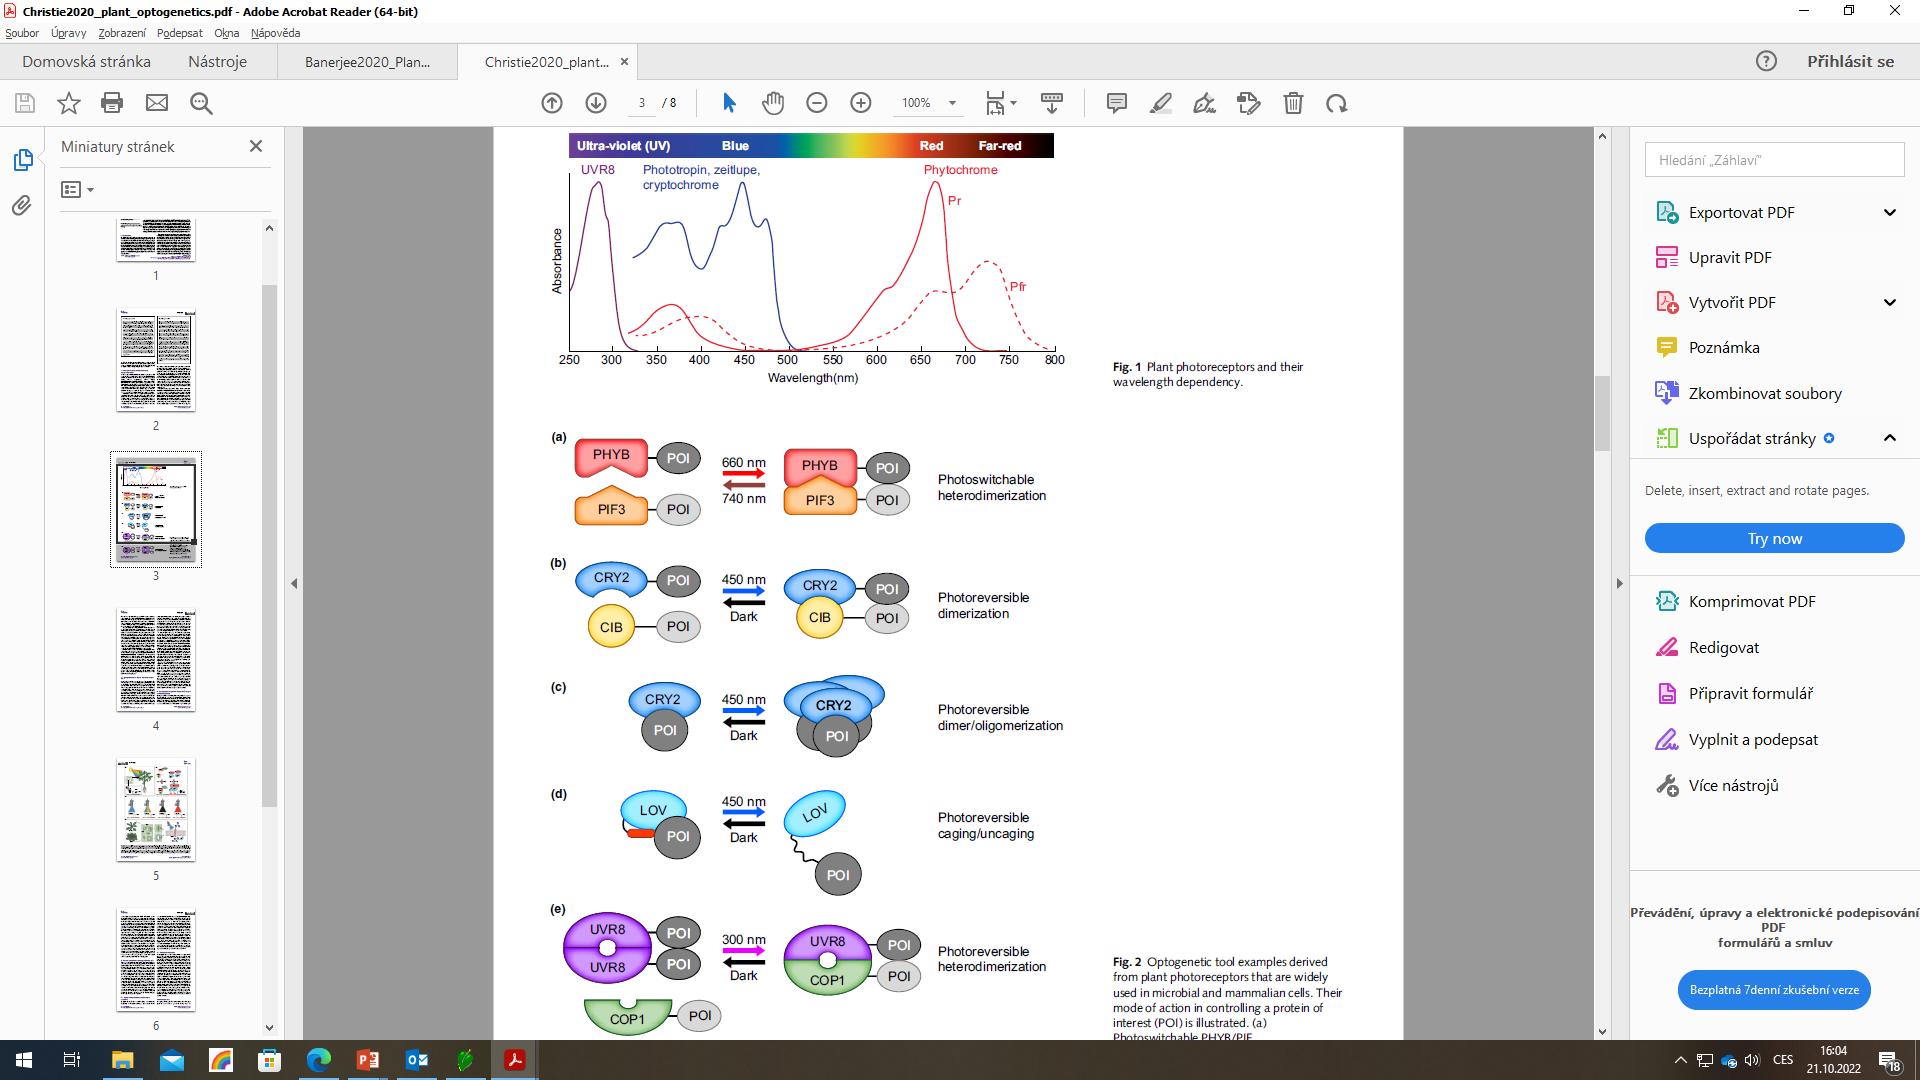 Christie2020_plant_optogenetics.pdf - Adobe Acrobat Reader (64-bit)
Soubor Úpravy Zobrazení Podepsat Okna Nápověda
Domovská stránka Nástroje Banerjee2020_Plan... Christie2020_plant... × Přihlásit se
3 / 8 100%
Miniatury stránek
1
2
3
4
5
6
Ultra-violet (UV) Blue Red Far-red
UVR8 Phototropin, zeitlupe, Phytochrome
cryptochrome
Pr
Pfr
Absorbance
250 300 350 400 450 500 550 600 650 700 750 800
Wavelength(nm)
Fig. 1 Plant photoreceptors and their
wavelength dependency.
(a)
PHYB POI 660 nm PHYB POI
PIF3 POI 740 nm PIF3 POI
Photoswitchable
heterodimerization
(b)
CRY2 POI 450 nm CRY2 POI
CIB POI Dark CIB POI
Photoreversible
dimerization
(c)
CRY2 450 nm CRY2
POI Dark POI
Photoreversible
dimer/oligomerization
(d)
LOV 450 nm LOV
POI Dark
POI
Photoreversible
caging/uncaging
(e)
UVR8 POI 300 nm UVR8 POI
UVR8 POI Dark COP1 POI
COP1 POI
Photoreversible
heterodimerization
Fig. 2 Optogenetic tool examples derived
from plant photoreceptors that are widely
used in microbial and mammalian cells. Their
mode of action in controlling a protein of
interest (POI) is illustrated. (a)
Photoswitchable PHYB/PIF
Hledání „Záhlaví"
Exportovat PDF
Upravit PDF
Vytvořit PDF
Poznámka
Zkombinovat soubory
Uspořádat stránky
Delete, insert, extract and rotate pages.
Try now
Komprimovat PDF
Redigovat
Připravit formulář
Vyplnit a podepsat
Více nástrojů
Převádění, úpravy a elektronické podepisování
PDF
formulářů a smluv
Bezplatná 7denní zkušební verze
CES
16:04
21.10.2022
18